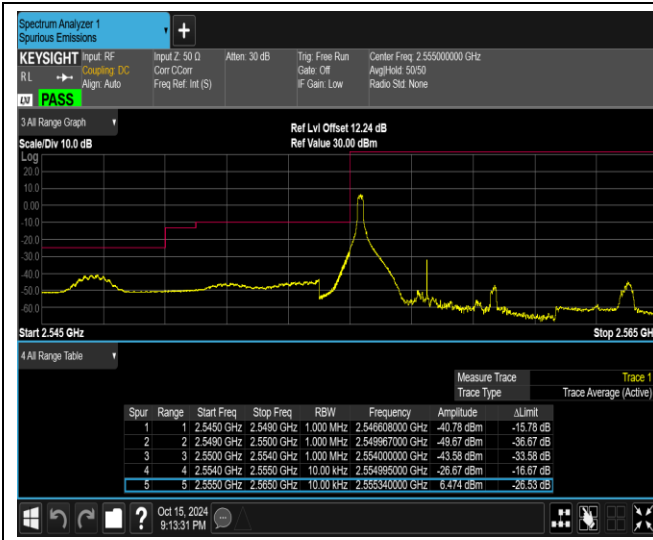 Spectrum Analyzer 1
Spurious Emissions
KEYSIGHT Input: RF Input Z: 50 Ω Atten: 30 dB Trig: Free Run Center Freq: 2.555000000 GHz
RL Coupling: DC Corr CCorr Gate: Off Avg|Hold: 50/50
Align: Auto Freq Ref: Int (S) IF Gain: Low Radio Std: None
LXI PASS
3 All Range Graph
Ref Lvl Offset 12.24 dB
Scale/Div 10.0 dB Ref Value 30.00 dBm
Log
20.0
10.0
0.00
-10.0
-20.0
-30.0
-40.0
-50.0
-60.0
Start 2.545 GHz Stop 2.565 GH
4 All Range Table
Measure Trace Trace 1
Trace Type Trace Average (Active)
Spur Range Start Freq Stop Freq RBW Frequency Amplitude ΔLimit
1 1 2.5450 GHz 2.5490 GHz 1.000 MHz 2.546608000 GHz -40.78 dBm -15.78 dB
2 2 2.5490 GHz 2.5500 GHz 1.000 MHz 2.549967000 GHz -49.67 dBm -36.67 dB
3 3 2.5500 GHz 2.5540 GHz 1.000 MHz 2.554000000 GHz -43.58 dBm -33.58 dB
4 4 2.5540 GHz 2.5550 GHz 10.00 kHz 2.554995000 GHz -26.67 dBm -16.67 dB
5 5 2.5550 GHz 2.5650 GHz 10.00 kHz 2.555340000 GHz 6.474 dBm -26.53 dB
Oct 15, 2024
9:13:31 PM